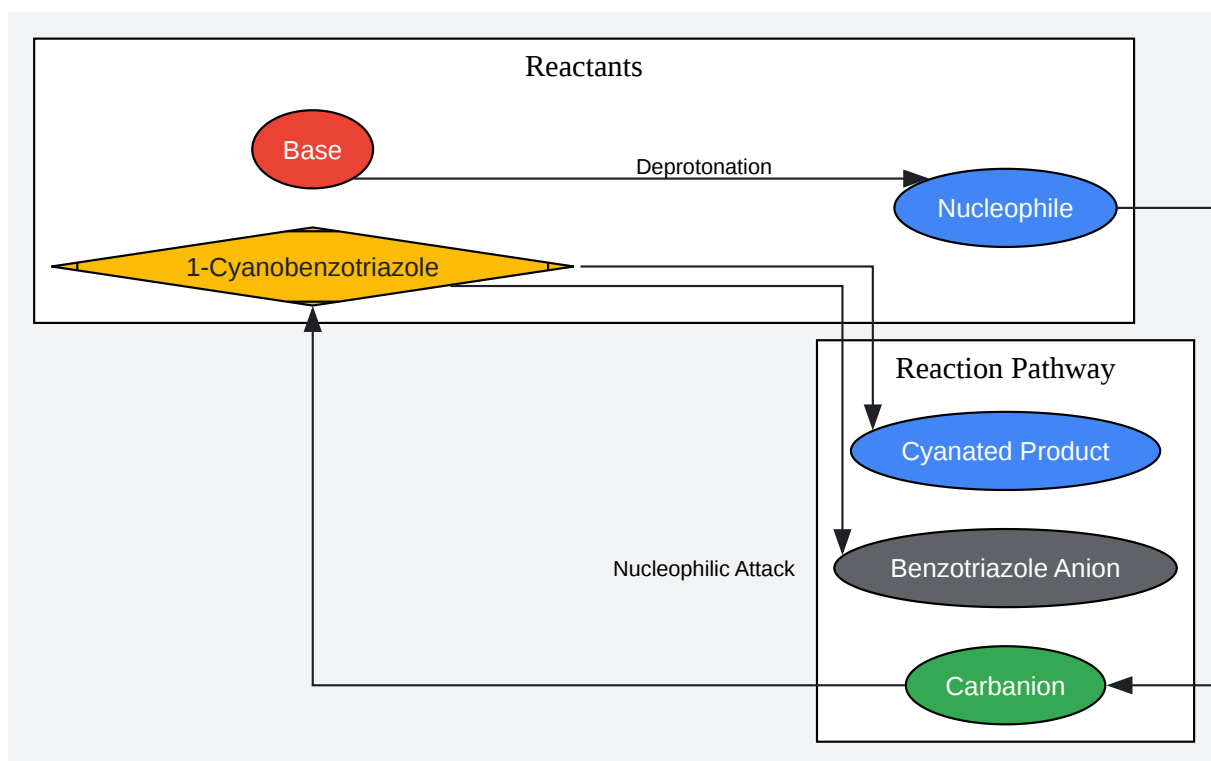 Reactants
Base
Deprotonation
Nucleophile
1-Cyanobenzotriazole
Reaction Pathway
Cyanated Product
Nucleophilic Attack
Benzotriazole Anion
Carbanion